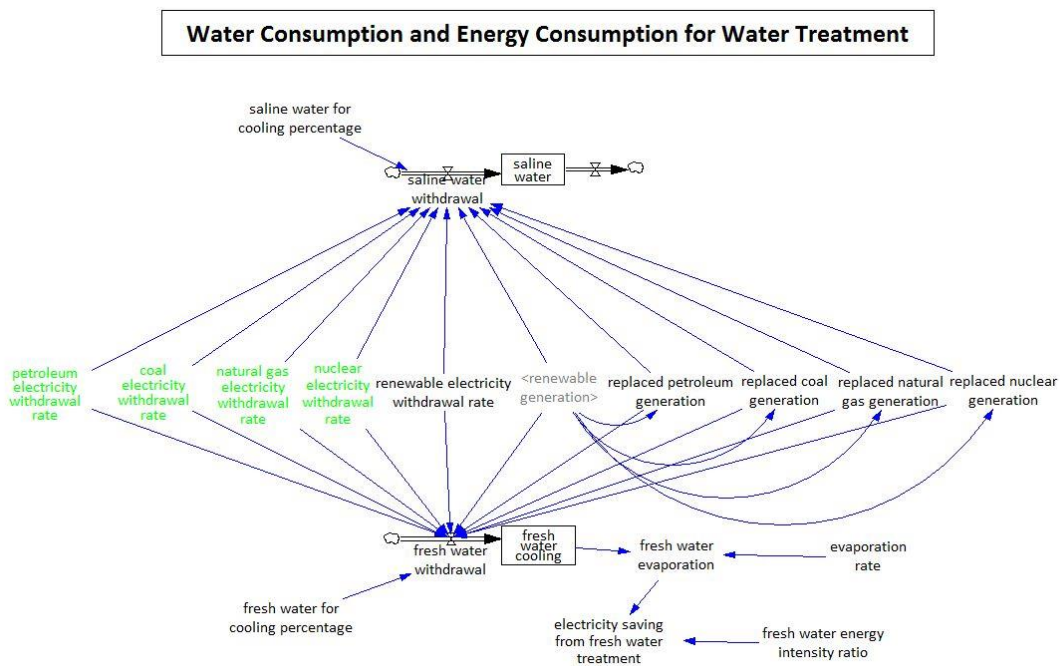 Water Consumption and Energy Consumption for Water Treatment
saline water for
cooling percentage
saline
water
saline water
withdrawal
petroleum
electricity
withdrawal
rate
coal
electricity
withdrawal
rate
natural gas
electricity
withdrawal
rate
nuclear
electricity
withdrawal
rate
renewable electricity
withdrawal rate
<renewable
generation>
replaced petroleum
generation
replaced coal
generation
replaced natural
gas generation
replaced nuclear
generation
fresh
water
cooling
fresh water
withdrawal
fresh water
evaporation
evaporation
rate
fresh water for
cooling percentage
electricity saving
from fresh water
treatment
fresh water energy
intensity ratio